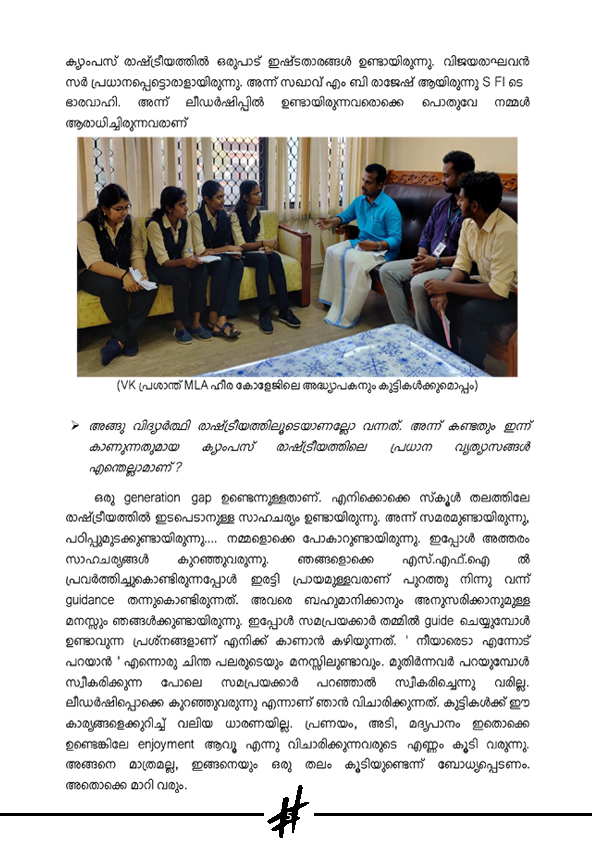 ക്യാംപസ് രാഷ്ട്രീയത്തിൽ ഒരുപാട് ഇഷ്ടതാരങ്ങൾ ഉണ്ടായിരുന്നു. വിജയരാഘവൻ
സർ പ്രധാനപ്പെട്ടൊരാളായിരുന്നു. അന്ന് സഖാവ് എം ബി രാജേഷ് ആയിരുന്നു S FI ടെ
ഭാരവാഹി. അന്ന് ലീഡർഷിപ്പിൽ ഉണ്ടായിരുന്നവരൊക്കെ പൊതുവേ നമ്മൾ
ആരാധിച്ചിരുന്നവരാണ്
(VK പ്രശാന്ത് MLA ഹീര കോളേജിലെ അദ്ധ്യാപകനും കുട്ടികൾക്കുമൊപ്പം)
➢ അങ്ങു വിദ്യാർത്ഥി രാഷ്ട്രീയത്തിലൂടെയാണല്ലോ വന്നത്. അന്ന് കണ്ടതും ഇന്ന്
കാണുന്നതുമായ ക്യാംപസ് രാഷ്ട്രീയത്തിലെ പ്രധാന വ്യത്യാസങ്ങൾ
എന്തെല്ലാമാണ് ?
ഒരു generation gap ഉണ്ടെന്നുള്ളതാണ്. എനിക്കൊക്കെ സ്കൂൾ തലത്തിലേ
രാഷ്ട്രീയത്തിൽ ഇടപെടാനുള്ള സാഹചര്യം ഉണ്ടായിരുന്നു. അന്ന് സമരമുണ്ടായിരുന്നു,
പഠിപ്പുമുടക്കുണ്ടായിരുന്നു.... നമ്മളൊക്കെ പോകാറുണ്ടായിരുന്നു. ഇപ്പോൾ അത്തരം
സാഹചര്യങ്ങൾ കുറഞ്ഞുവരുന്നു. ഞങ്ങളൊക്കെ എസ്.എഫ്.ഐ ൽ
പ്രവർത്തിച്ചുകൊണ്ടിരുന്നപ്പോൾ ഇരട്ടി പ്രായമുള്ളവരാണ് പുറത്തു നിന്നു വന്ന്
guidance തന്നുകൊണ്ടിരുന്നത്. അവരെ ബഹുമാനിക്കാനും അനുസരിക്കാനുമുള്ള
മനസ്സും ഞങ്ങൾക്കുണ്ടായിരുന്നു. ഇപ്പോൾ സമപ്രയക്കാർ തമ്മിൽ guide ചെയ്യുമ്പോൾ
ഉണ്ടാവുന്ന പ്രശ്നങ്ങളാണ് എനിക്ക് കാണാൻ കഴിയുന്നത്. ' നീയാരെടാ എന്നോട്
പറയാൻ ' എന്നൊരു ചിന്ത പലരുടെയും മനസ്സിലുണ്ടാവും. മുതിർന്നവർ പറയുമ്പോൾ
സ്വീകരിക്കുന്ന പോലെ സമപ്രയക്കാർ പറഞ്ഞാൽ സ്വീകരിച്ചെന്നു വരില്ല.
ലീഡർഷിപ്പൊക്കെ കുറഞ്ഞുവരുന്നു എന്നാണ് ഞാൻ വിചാരിക്കുന്നത്. കുട്ടികൾക്ക് ഈ
കാര്യങ്ങളെക്കുറിച്ച് വലിയ ധാരണയില്ല. പ്രണയം, അടി, മദ്യപാനം ഇതൊക്കെ
ഉണ്ടെങ്കിലേ enjoyment ആവൂ എന്നു വിചാരിക്കുന്നവരുടെ എണ്ണം കൂടി വരുന്നു.
അങ്ങനെ മാത്രമല്ല, ഇങ്ങനെയും ഒരു തലം കൂടിയുണ്ടെന്ന് ബോധ്യപ്പെടണം.
അതൊക്കെ മാറി വരും.